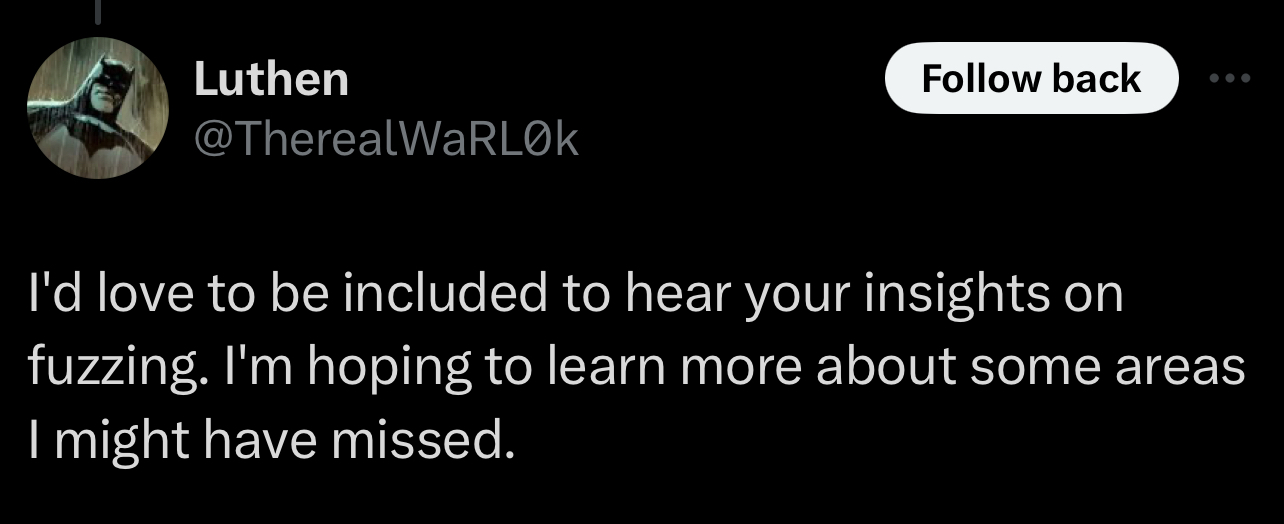 Luthen
Follow back
@TherealWaRL0k
I'd love to be included to hear your insights on
fuzzing. I'm hoping to learn more about some areas
I might have missed.